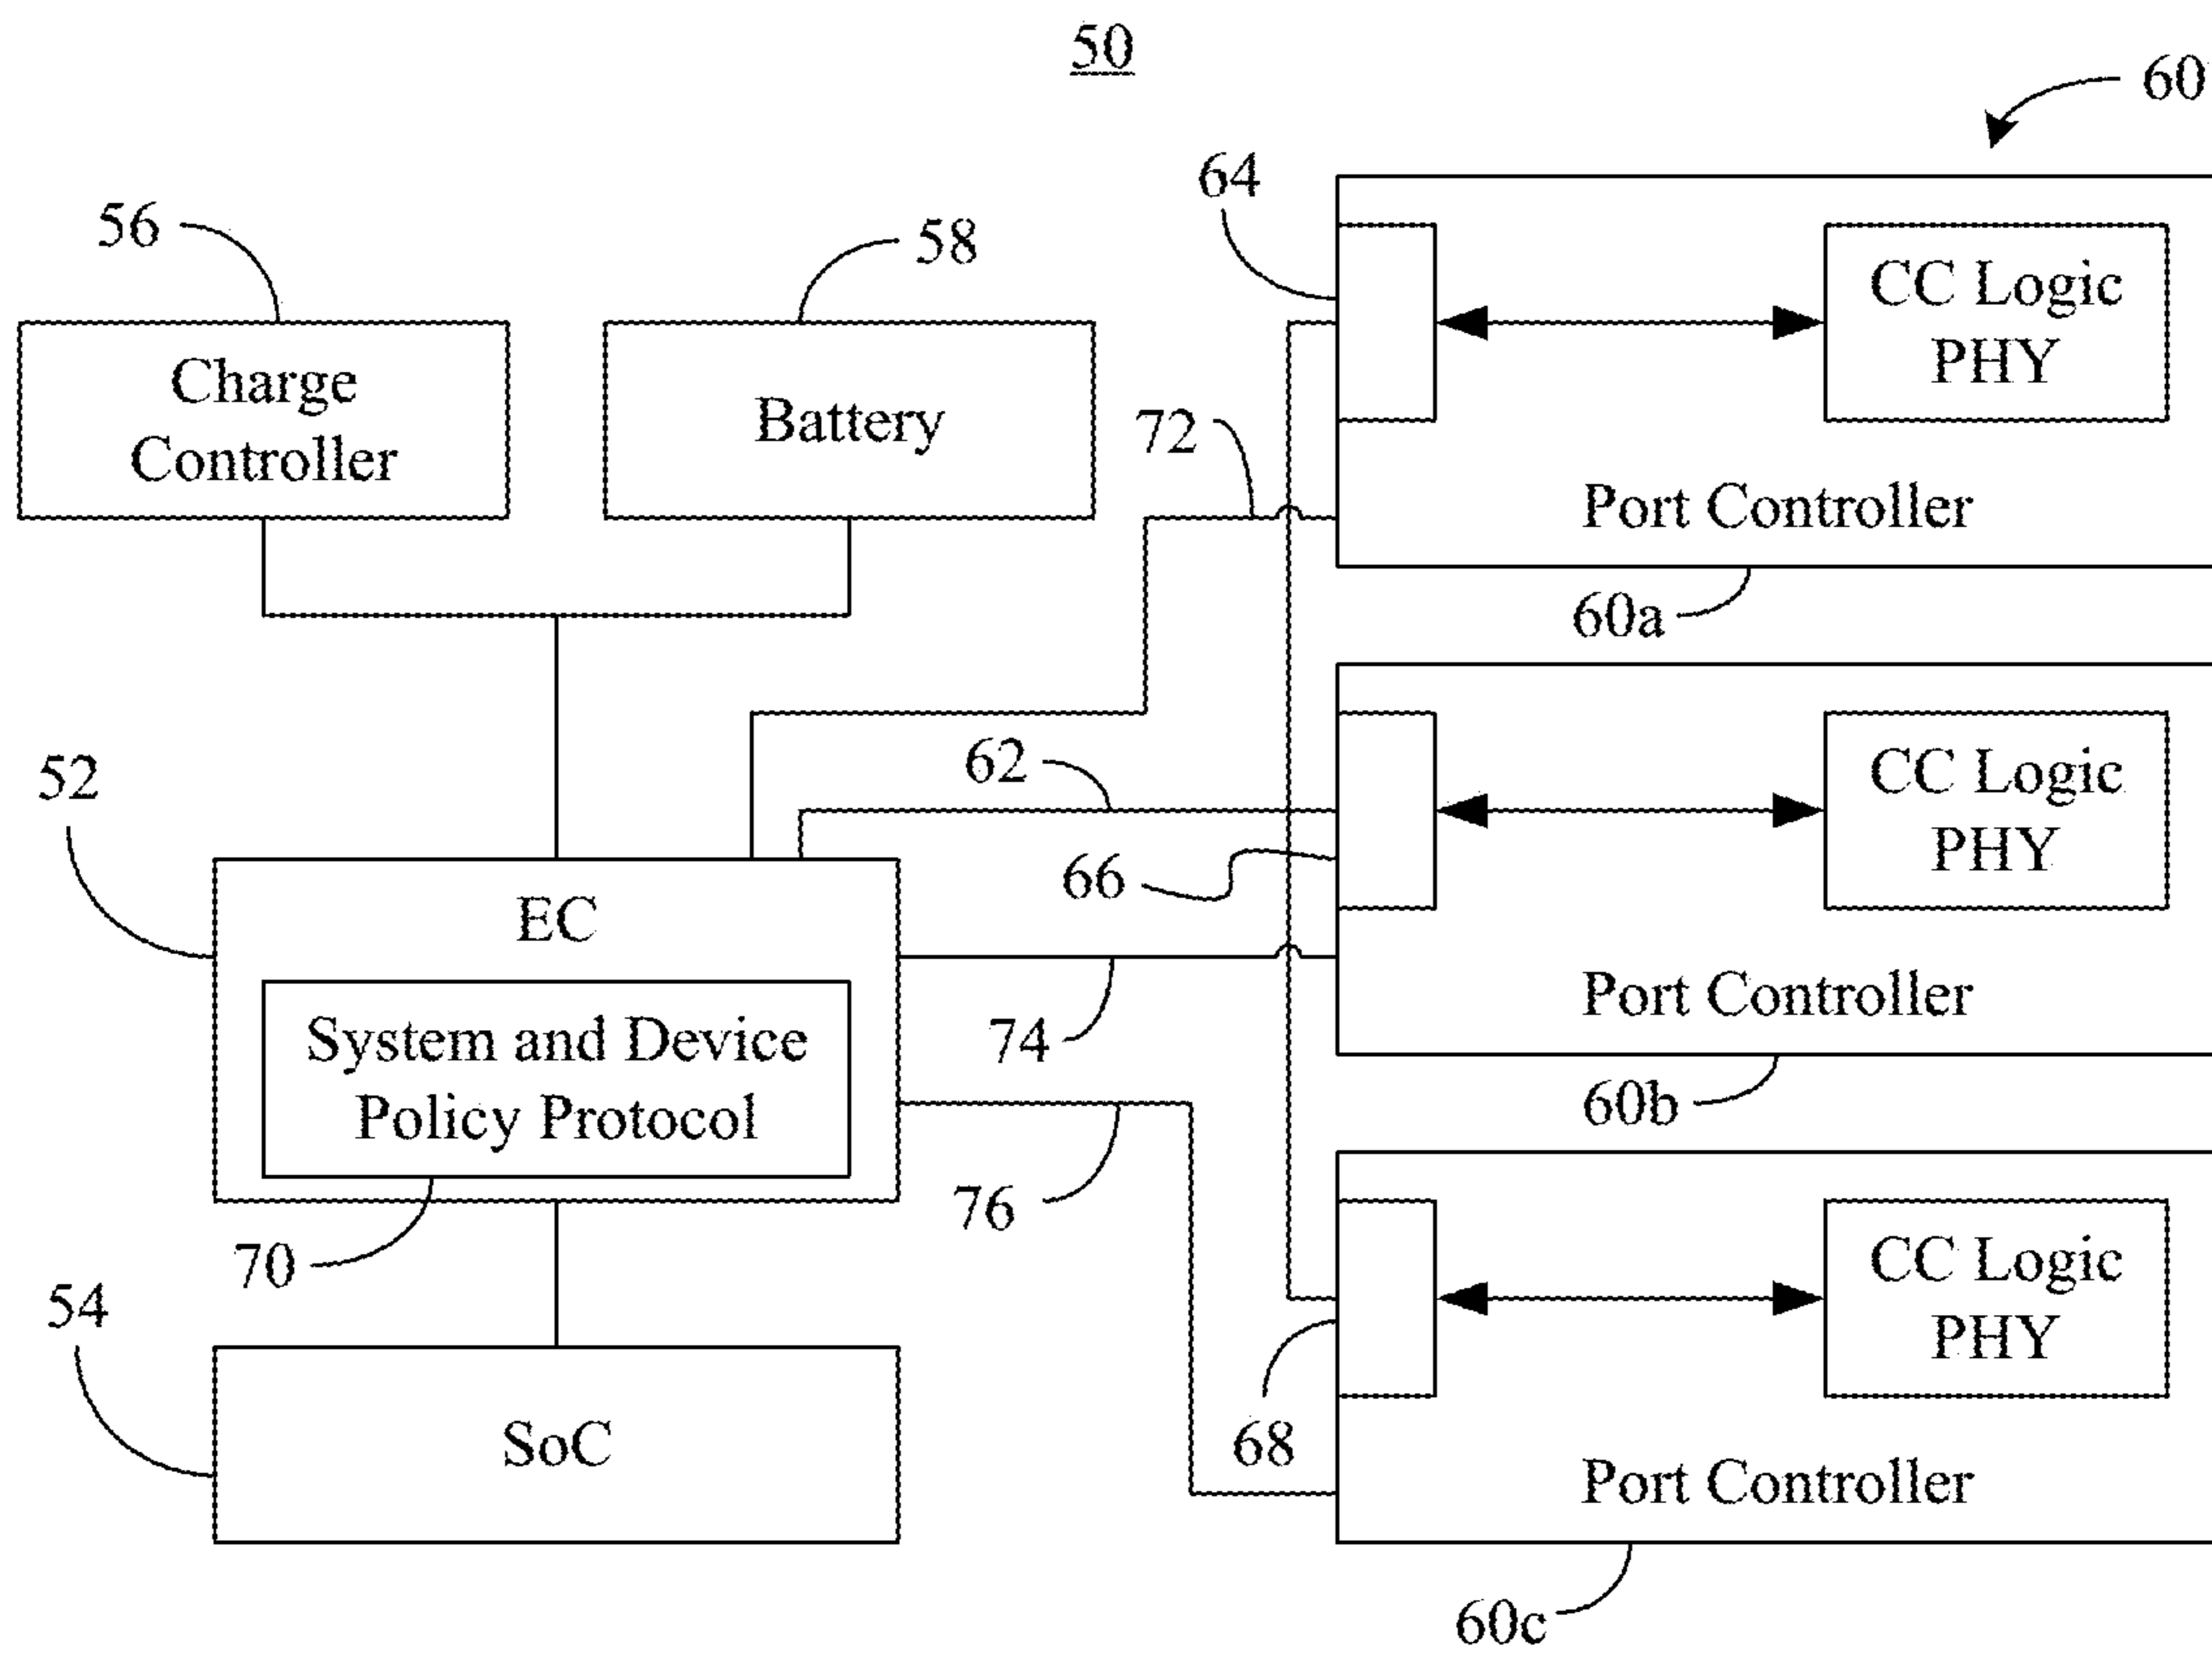 50
60
64
56
58
CC Logic
PHY
Charge
Controller
Battery
72
Port Controller
60a
52
62
CC Logic
PHY
66
EC
Port Controller
System and Device
Policy Protocol
74
60b
76
70
54
CC Logic
PHY
68
SoC
Port Controller
60c